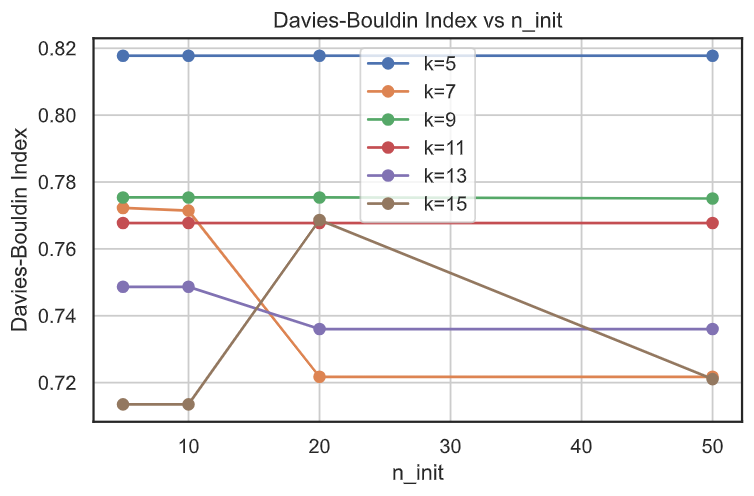 Davies-Bouldin Index vs n_init
Davies-Bouldin Index
0.82
0.80
0.78
0.76
0.74
0.72
k=5
k=7
k=9
k=11
k=13
k=15
10
20
30
40
50
n_init